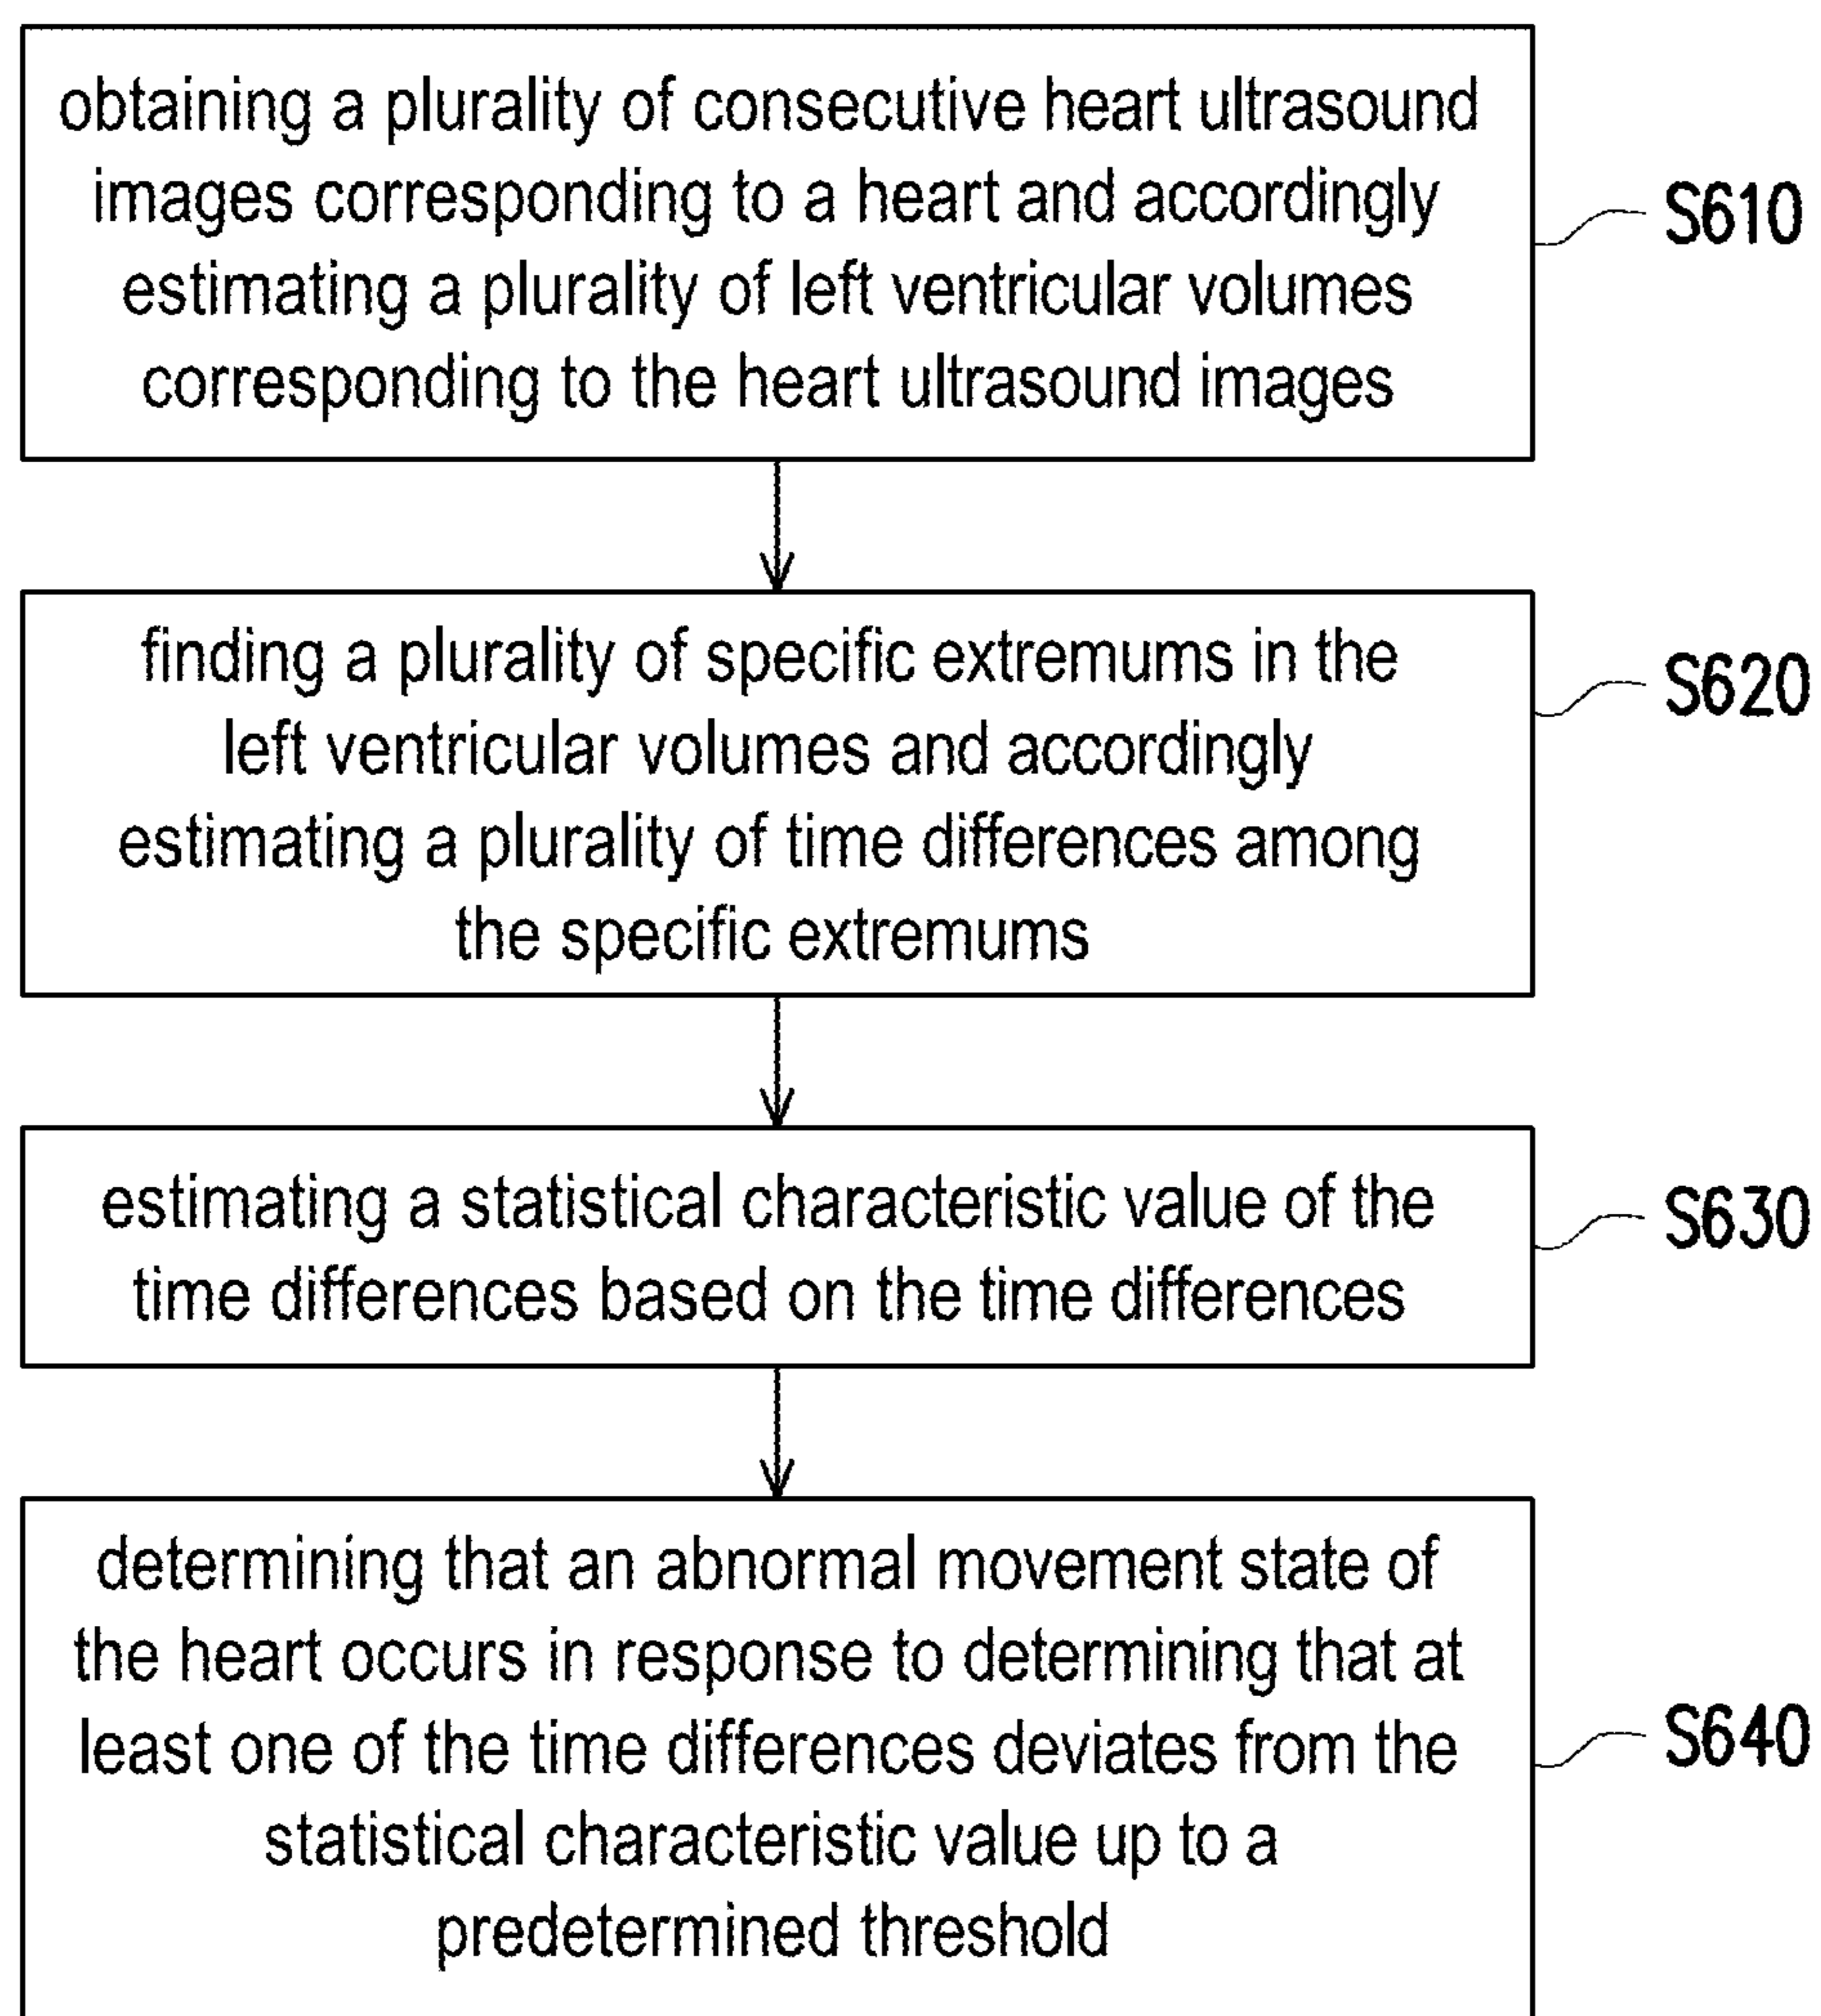 obtaining a plurality of consecutive heart ultrasound
images corresponding to a heart and accordingly
estimating a plurality of left ventricular volumes
corresponding to the heart ultrasound images
S610
finding a plurality of specific extremums in the
left ventricular volumes and accordingly
estimating a plurality of time differences among
the specific extremums
S620
estimating a statistical characteristic value of the
time differences based on the time differences
S630
determining that an abnormal movement state of
the heart occurs in response to determining that at
least one of the time differences deviates from the
statistical characteristic value up to a
predetermined threshold
S640